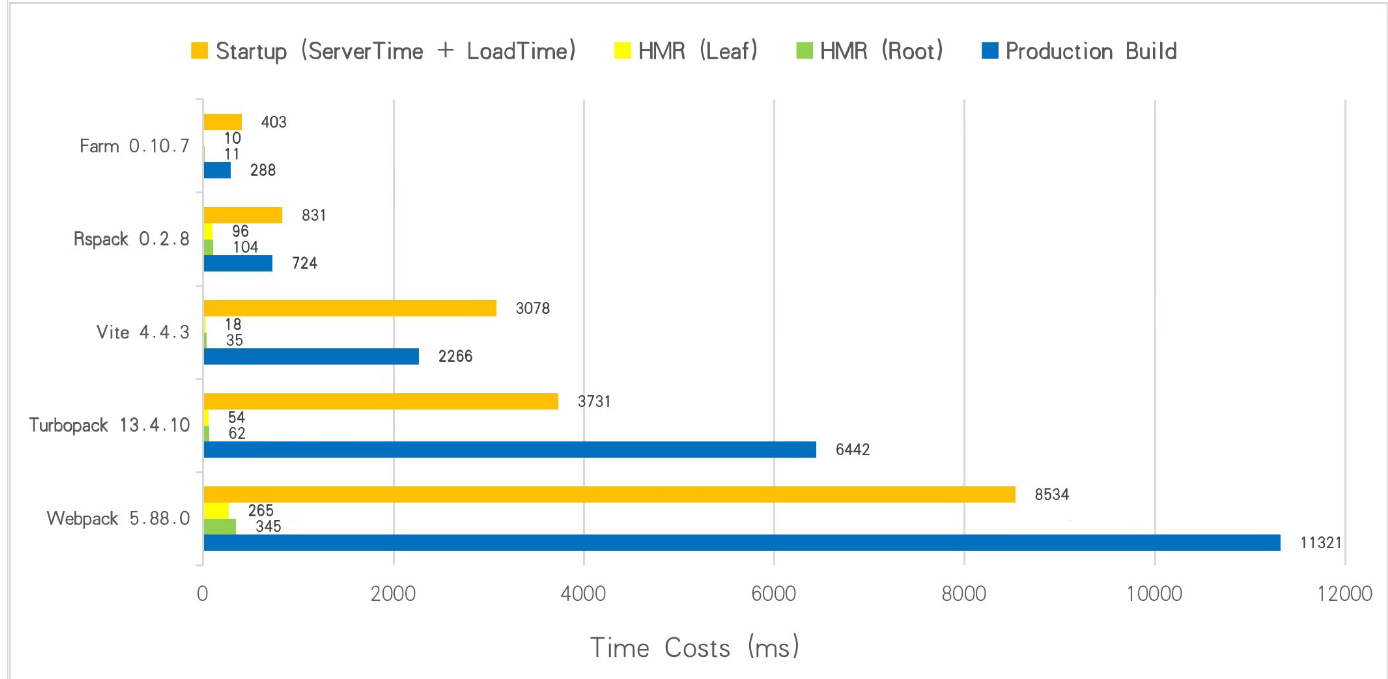 Startup (ServerTime + LoadTime) HMR (Leaf) HMR (Root) Production Build
403
10
Farm 0.10.7
11
288
831
96
Rspack 0.2.8
104
724
3078
18
Vite 4.4.3
35
2266
3731
54
Turbopack 13.4.10
62
6442
8534
265
Webpack 5.88.0
345
11321
0 2000 4000 6000 8000 10000 12000
Time Costs (ms)